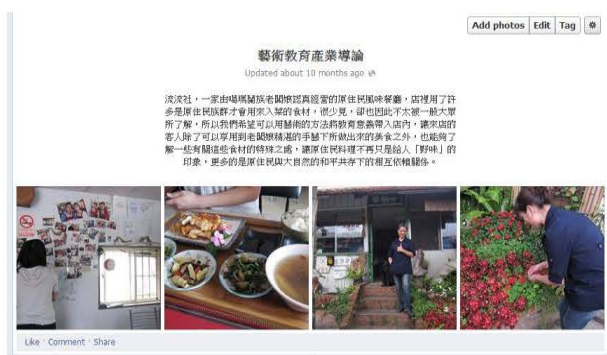 Add photos Edit Tag
藝術教育產業導論
Updated about 10 months ago
流流社，一家由噶瑪蘭族老闆娘認真經營的原住民風味餐廳，店裡用了許
多是原住民族群才會用來入菜的食材，很少見，卻也因此不太被一般大眾
所了解，所以我們希望可以用藝術的方法將教育意義帶入店內，讓來店的
客人除了可以享用到老闆娘精湛的手藝下所做出來的美食之外，也能夠了
解一些有關這些食材的特殊之處，讓原住民料理不再只是給人「野味」的
印象，更多的是原住民與大自然的和平共存下的相互依賴關係。
Like · Comment · Share